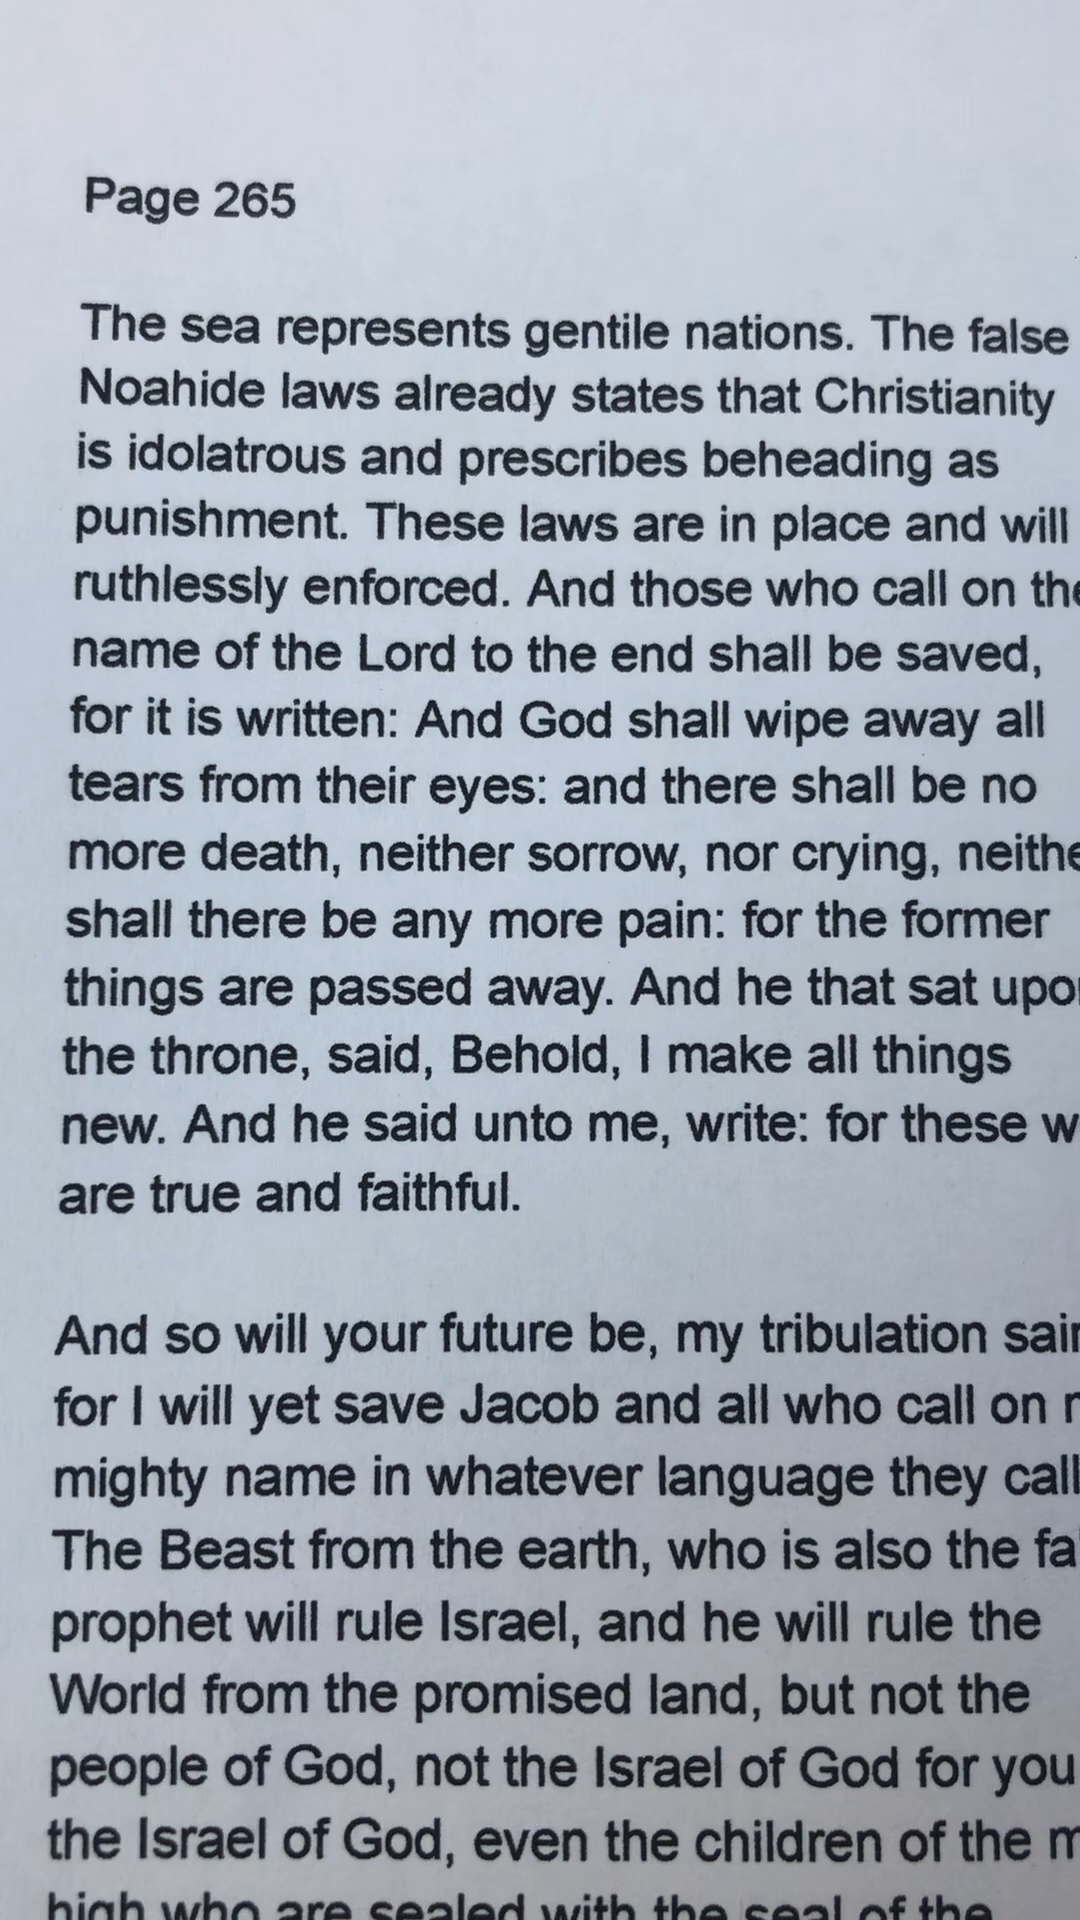 Page 265
The sea represents gentile nations. The false
Noahide laws already states that Christianity
is idolatrous and prescribes beheading as
punishment. These laws are in place and will
ruthlessly enforced. And those who call on the
name of the Lord to the end shall be saved,
for it is written: And God shall wipe away all
tears from their eyes: and there shall be no
more death, neither sorrow, nor crying,
shall there be any more pain: for the former
things are passed away. And he that sat
the throne, said, Behold, I make all things
new. And he said unto me, write: for these
are true and faithful.
And so will your future be, my tribulation
for I will yet save Jacob and all who call on
mighty name in whatever language they call
The Beast from the earth, who is also the
prophet will rule Israel, and he will rule the
World from the promised land, but not the
people of God, not the Israel of God for you
the Israel of God, even the children of the
high who are sealed with the seal of the